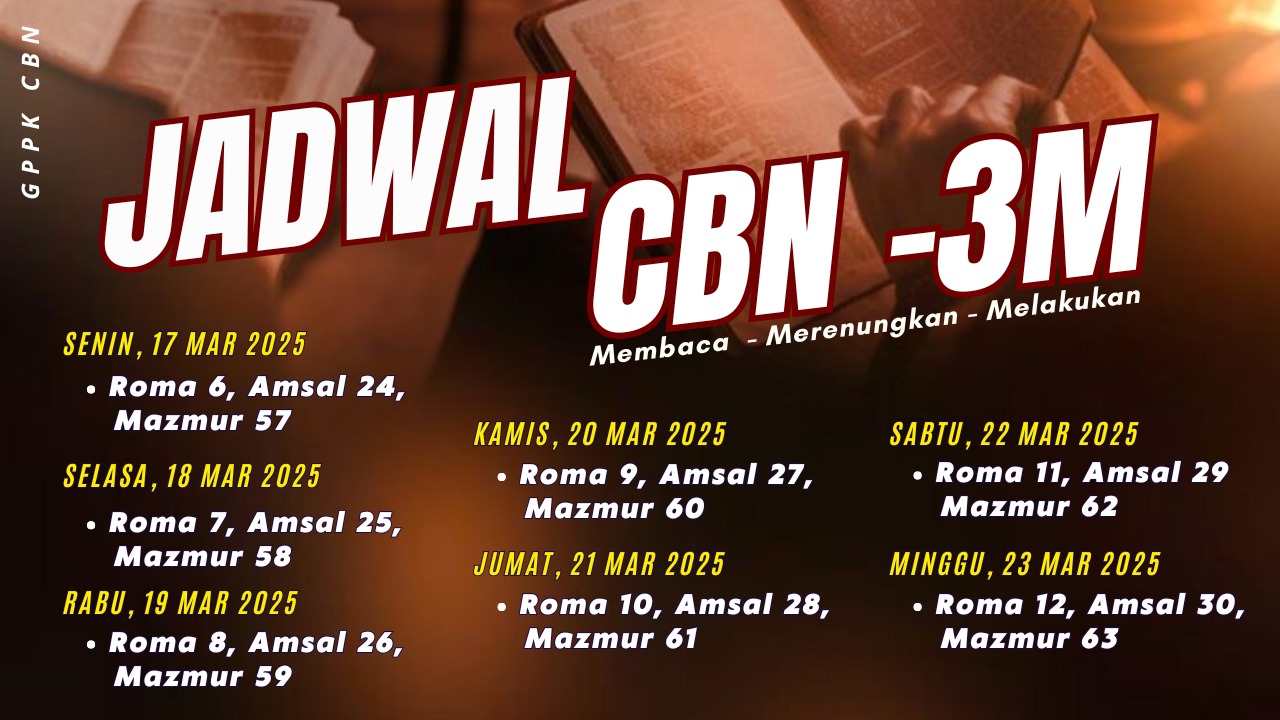 GPPK CBN
JADWAL
CBN -3M
Membaca - Merenungkan - Melakukan
SENIN, 17 MAR 2025
• Roma 6, Amsal 24,
Mazmur 57
SELASA, 18 MAR 2025
• Roma 7, Amsal 25,
Mazmur 58
RABU, 19 MAR 2025
• Roma 8, Amsal 26,
Mazmur 59
KAMIS, 20 MAR 2025
• Roma 9, Amsal 27,
Mazmur 60
JUMAT, 21 MAR 2025
• Roma 10, Amsal 28,
Mazmur 61
SABTU, 22 MAR 2025
• Roma 11, Amsal 29
Mazmur 62
MINGGU, 23 MAR 2025
• Roma 12, Amsal 30,
Mazmur 63